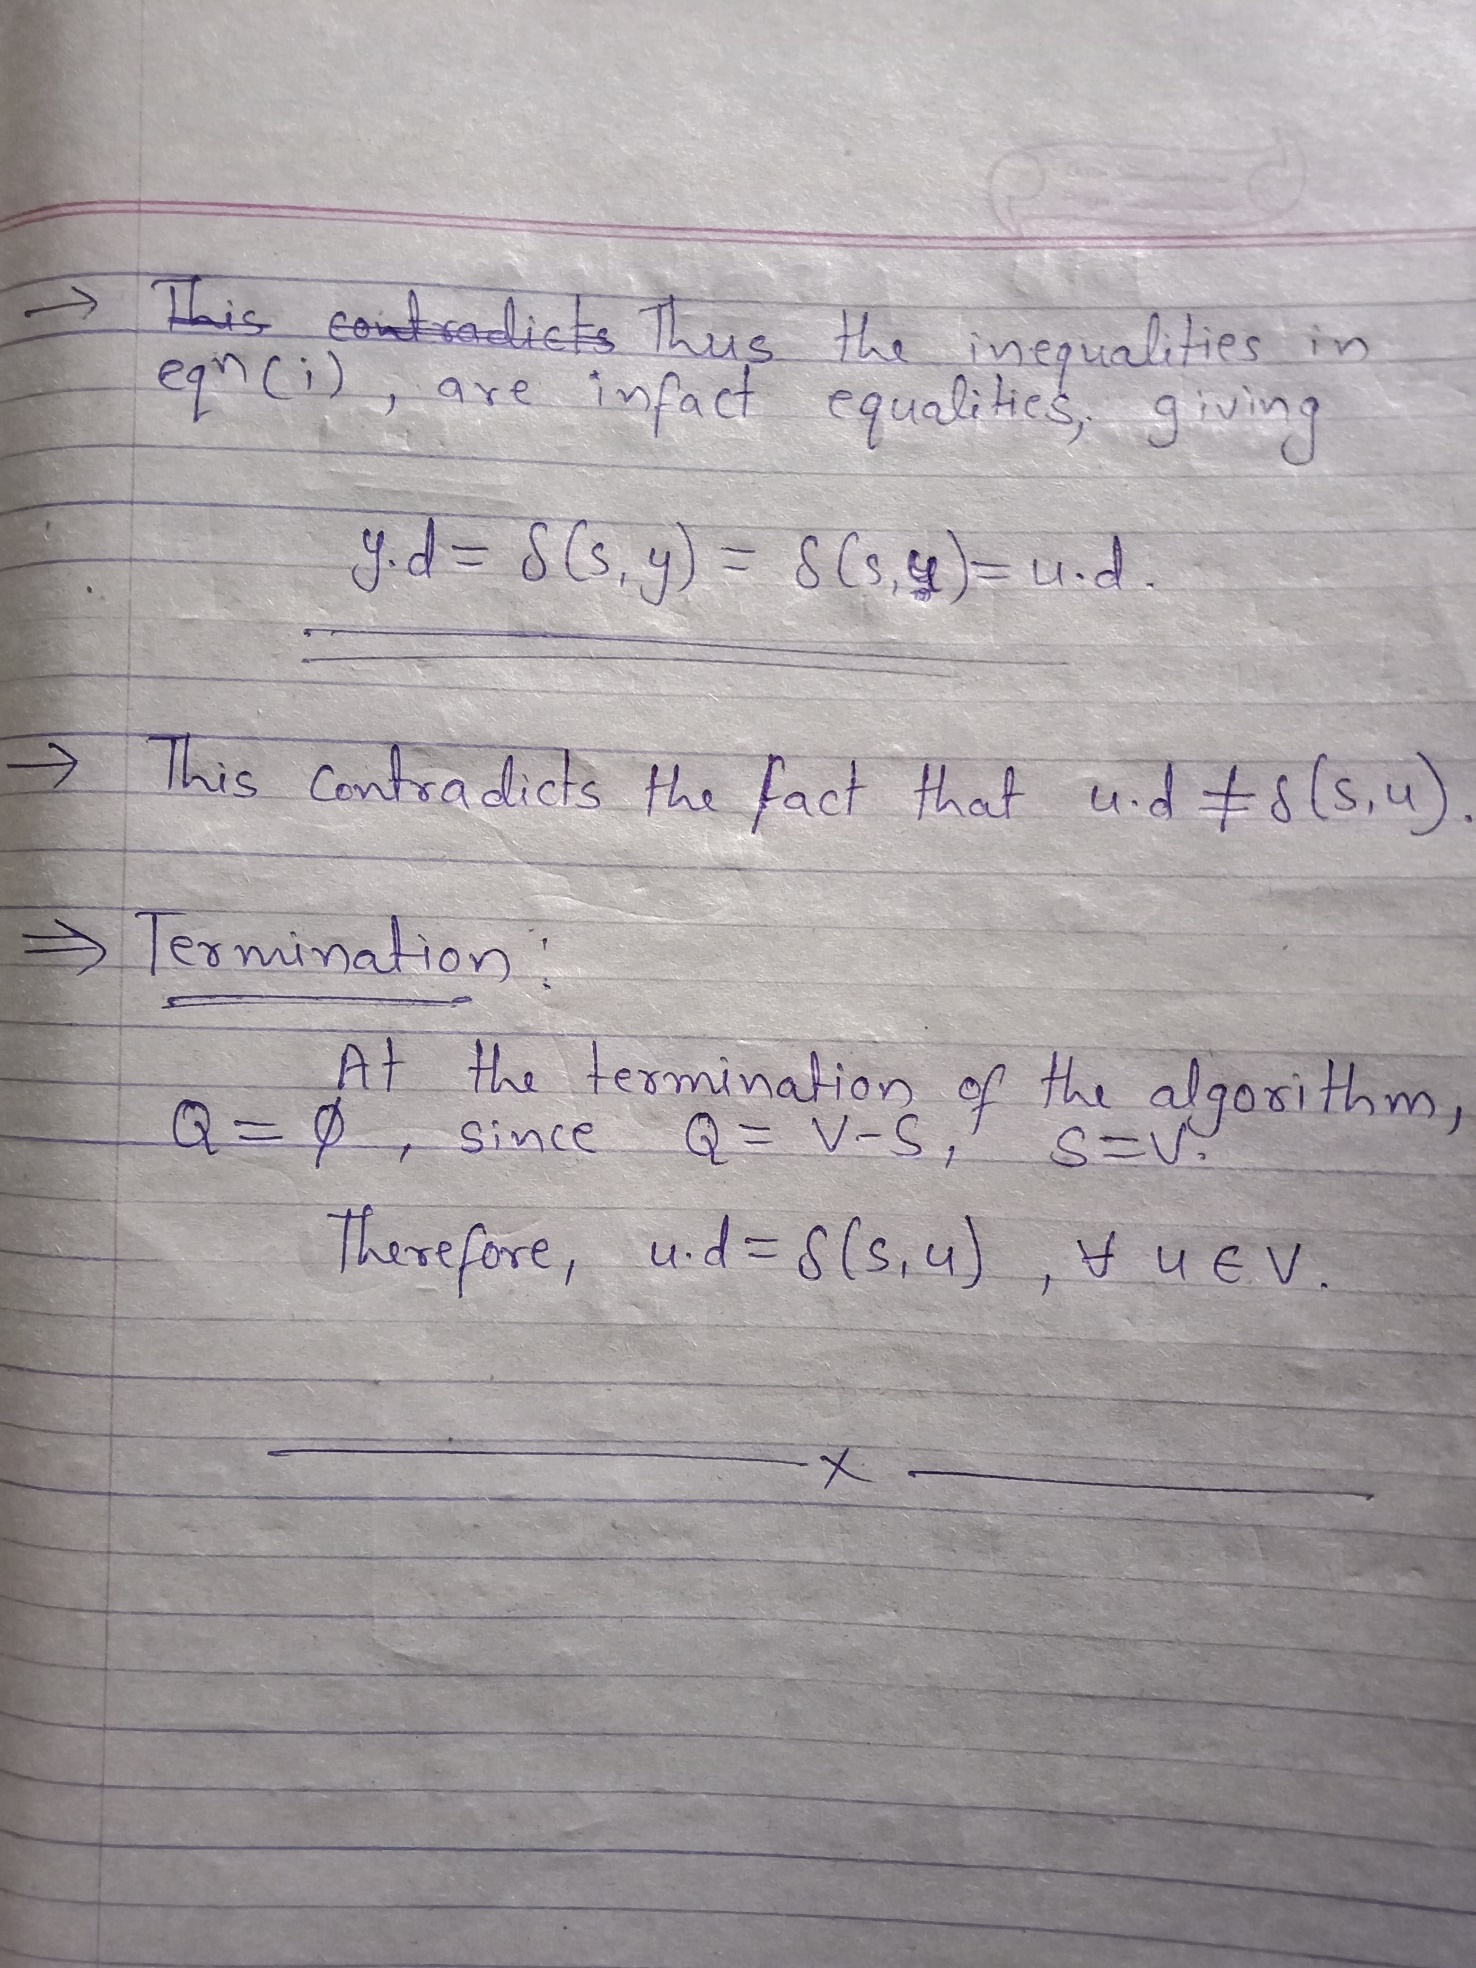 → This contradicts Thus the inequalities in
eqn (i), are infact equalities, giving
y.d = δ(s,y) = δ(s,u) = u.d.
→ This contradicts the fact that u.d ≠ δ(s,u).
⇒ Termination:
At the termination of the algorithm,
Q = ∅, since Q = V-S, S=V.
Therefore, u.d = δ(s,u), ∀ u ∈ V.
x